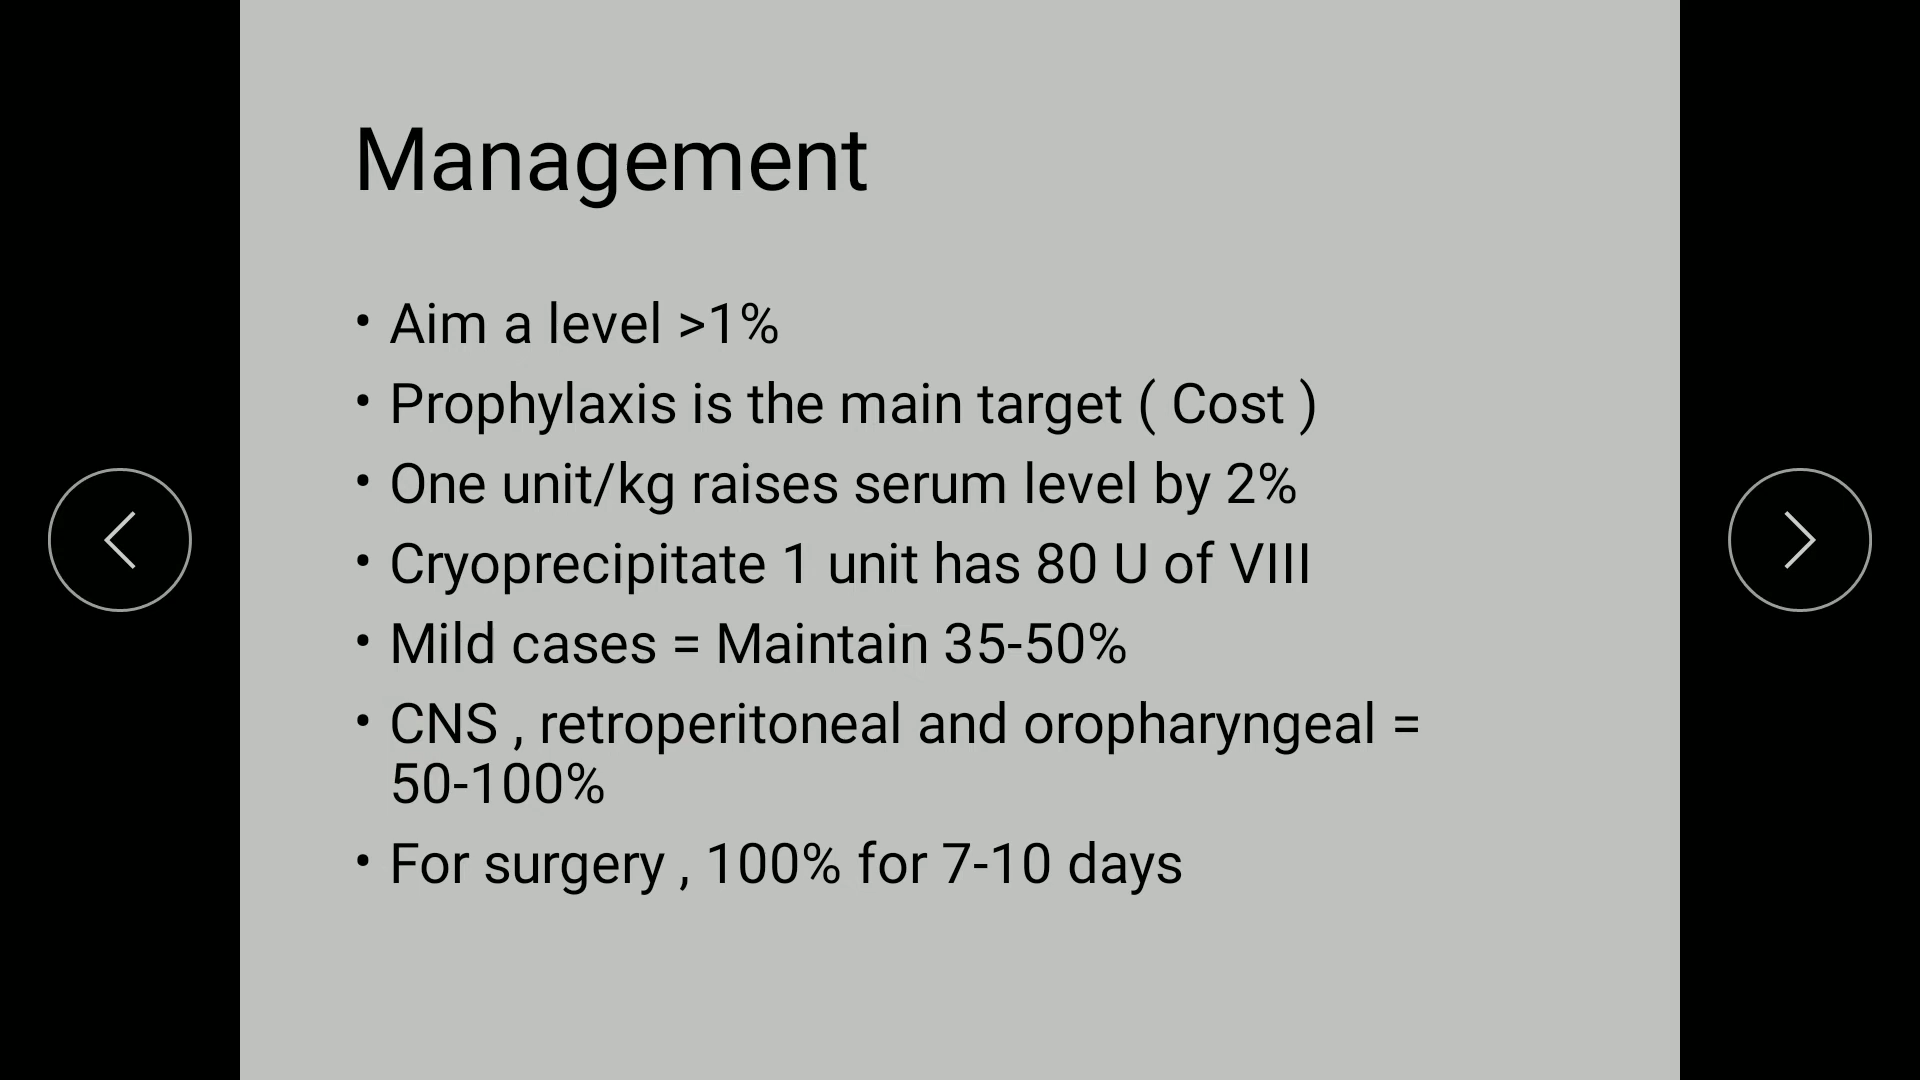 Management
• Aim a level >1%
• Prophylaxis is the main target ( Cost )
• One unit/kg raises serum level by 2%
• Cryoprecipitate 1 unit has 80 U of VIII
• Mild cases = Maintain 35-50%
• CNS , retroperitoneal and oropharyngeal =
50-100%
• For surgery , 100% for 7-10 days